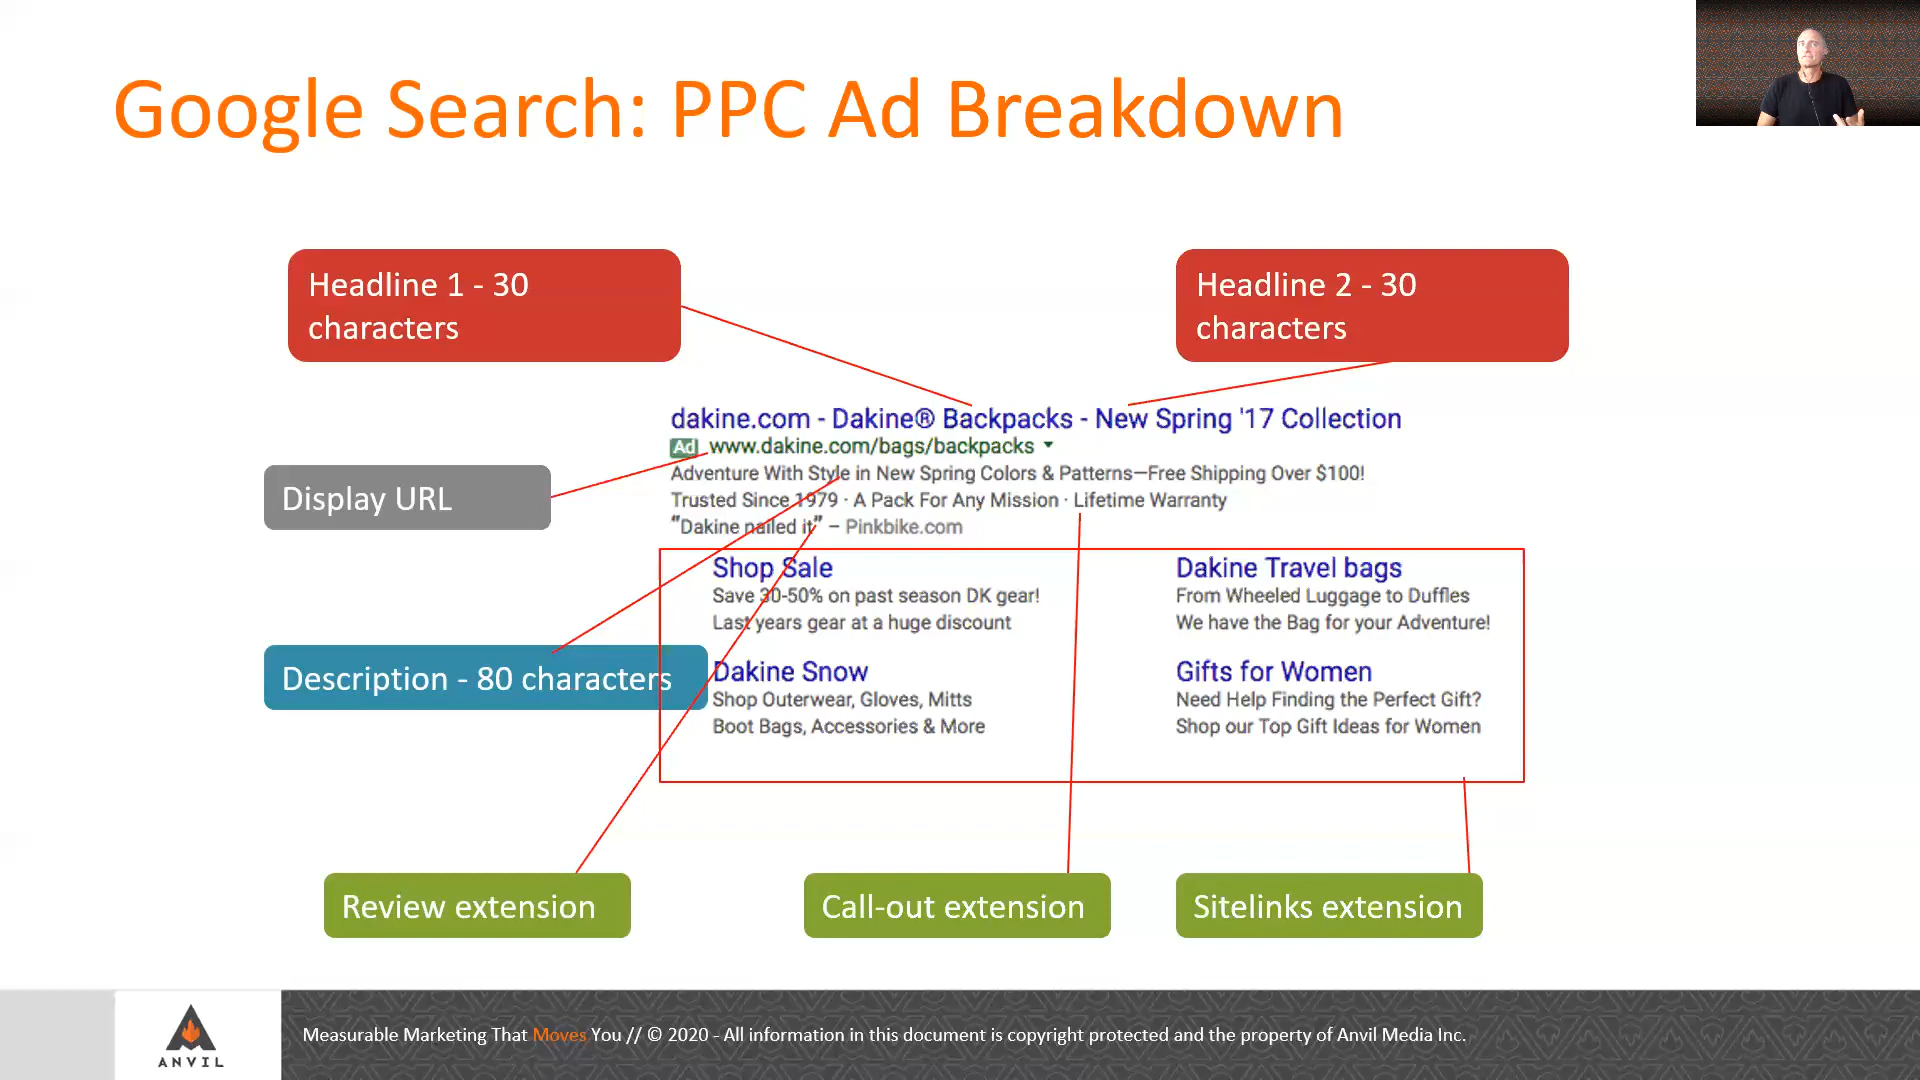 Google Search: PPC Ad Breakdown
Headline 1 - 30
characters
Headline 2 - 30
characters
dakine.com - Dakine® Backpacks - New Spring '17 Collection
Ad www.dakine.com/bags/backpacks
Display URL
Adventure With Style in New Spring Colors & Patterns—Free Shipping Over $100!
Trusted Since 1979 · A Pack For Any Mission · Lifetime Warranty
"Dakine nailed it" – Pinkbike.com
Shop Sale
Save 30-50% on past season DK gear!
Last years gear at a huge discount
Dakine Travel bags
From Wheeled Luggage to Duffles
We have the Bag for your Adventure!
Description - 80 characters
Dakine Snow
Shop Outerwear, Gloves, Mitts
Boot Bags, Accessories & More
Gifts for Women
Need Help Finding the Perfect Gift?
Shop our Top Gift Ideas for Women
Review extension
Call-out extension
Sitelinks extension
ANVIL
Measurable Marketing That Moves You // © 2020 - All information in this document is copyright protected and the property of Anvil Media Inc.